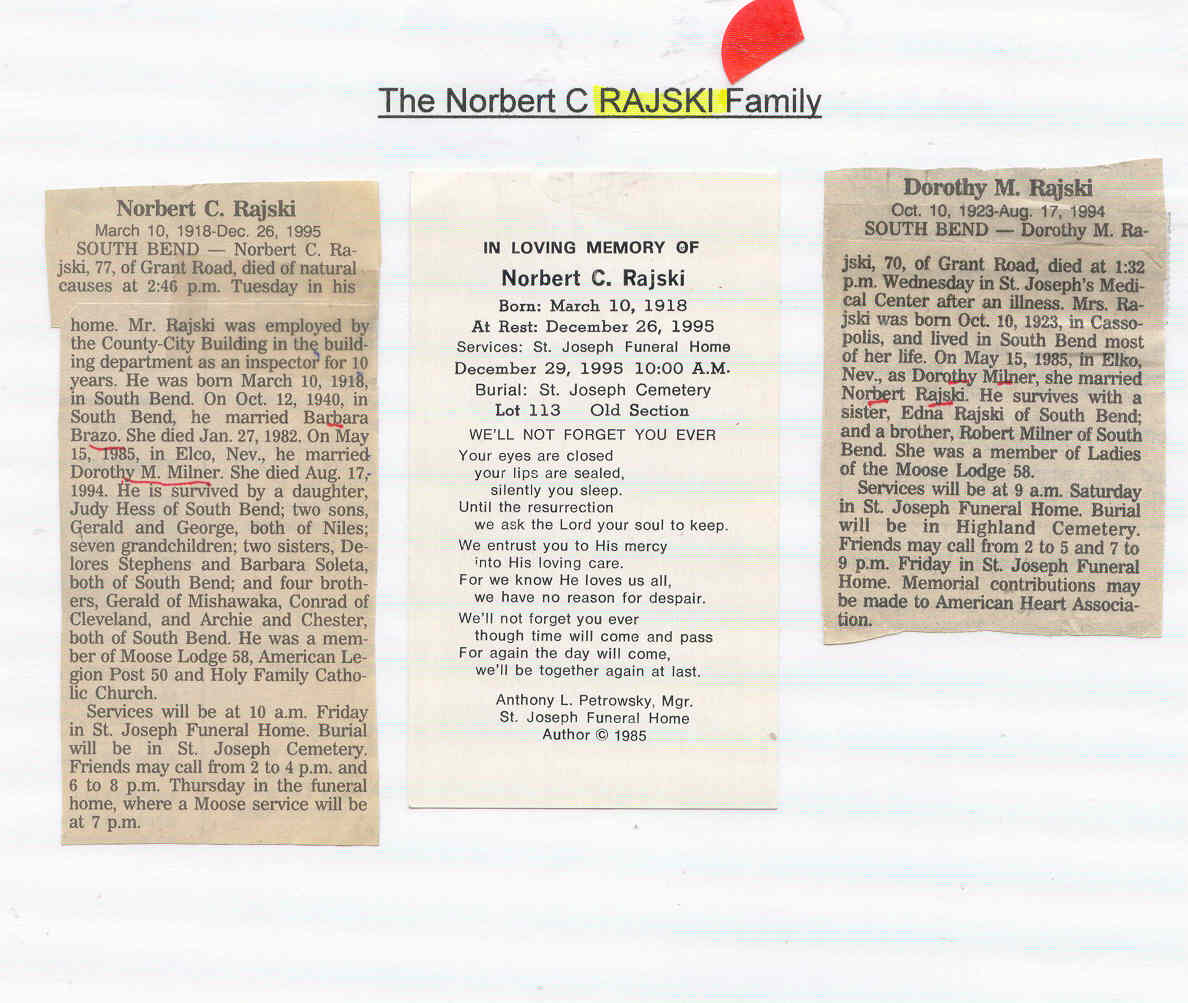 The Norbert C RAJSKI Family
Norbert C. Rajski
March 10, 1918-Dec. 26, 1995
SOUTH BEND — Norbert C. Ra-
jski, 77, of Grant Road, died of natural
causes at 2:46 p.m. Tuesday in his
home. Mr. Rajski was employed by
the County-City Building in the build-
ing department as an inspector for 10
years. He was born March 10, 1918,
in South Bend. On Oct. 12, 1940, in
South Bend, he married Barbara
Brazo. She died Jan. 27, 1982. On May
15, 1985, in Elco, Nev., he married
Dorothy M. Milner. She died Aug. 17,
1994. He is survived by a daughter,
Judy Hess of South Bend; two sons,
Gerald and George, both of Niles;
seven grandchildren; two sisters, De-
lores Stephens and Barbara Soleta,
both of South Bend; and four broth-
ers, Gerald of Mishawaka, Conrad of
Cleveland, and Archie and Chester,
both of South Bend. He was a mem-
ber of Moose Lodge 58, American Le-
gion Post 50 and Holy Family Catho-
lic Church.
Services will be at 10 a.m. Friday
in St. Joseph Funeral Home. Burial
will be in St. Joseph Cemetery.
Friends may call from 2 to 4 p.m. and
6 to 8 p.m. Thursday in the funeral
home, where a Moose service will be
at 7 p.m.
IN LOVING MEMORY OF
Norbert C. Rajski
Born: March 10, 1918
At Rest: December 26, 1995
Services: St. Joseph Funeral Home
December 29, 1995 10:00 A.M.
Burial: St. Joseph Cemetery
Lot 113 Old Section
WE'LL NOT FORGET YOU EVER
Your eyes are closed
your lips are sealed,
silently you sleep.
Until the resurrection
we ask the Lord your soul to keep.
We entrust you to His mercy
into His loving care.
For we know He loves us all,
we have no reason for despair.
We'll not forget you ever
though time will come and pass
For again the day will come,
we'll be together again at last.
Anthony L. Petrowsky, Mgr.
St. Joseph Funeral Home
Author © 1985
Dorothy M. Rajski
Oct. 10, 1923-Aug. 17, 1994
SOUTH BEND — Dorothy M. Ra-
jski, 70, of Grant Road, died at 1:32
p.m. Wednesday in St. Joseph's Medi-
cal Center after an illness. Mrs. Ra-
jski was born Oct. 10, 1923, in Casso-
polis, and lived in South Bend most
of her life. On May 15, 1985, in Elko,
Nev., as Dorothy Milner, she married
Norbert Rajski. He survives with a
sister, Edna Rajski of South Bend;
and a brother, Robert Milner of South
Bend. She was a member of Ladies
of the Moose Lodge 58.
Services will be at 9 a.m. Saturday
in St. Joseph Funeral Home. Burial
will be in Highland Cemetery.
Friends may call from 2 to 5 and 7 to
9 p.m. Friday in St. Joseph Funeral
Home. Memorial contributions may
be made to American Heart Associa-
tion.